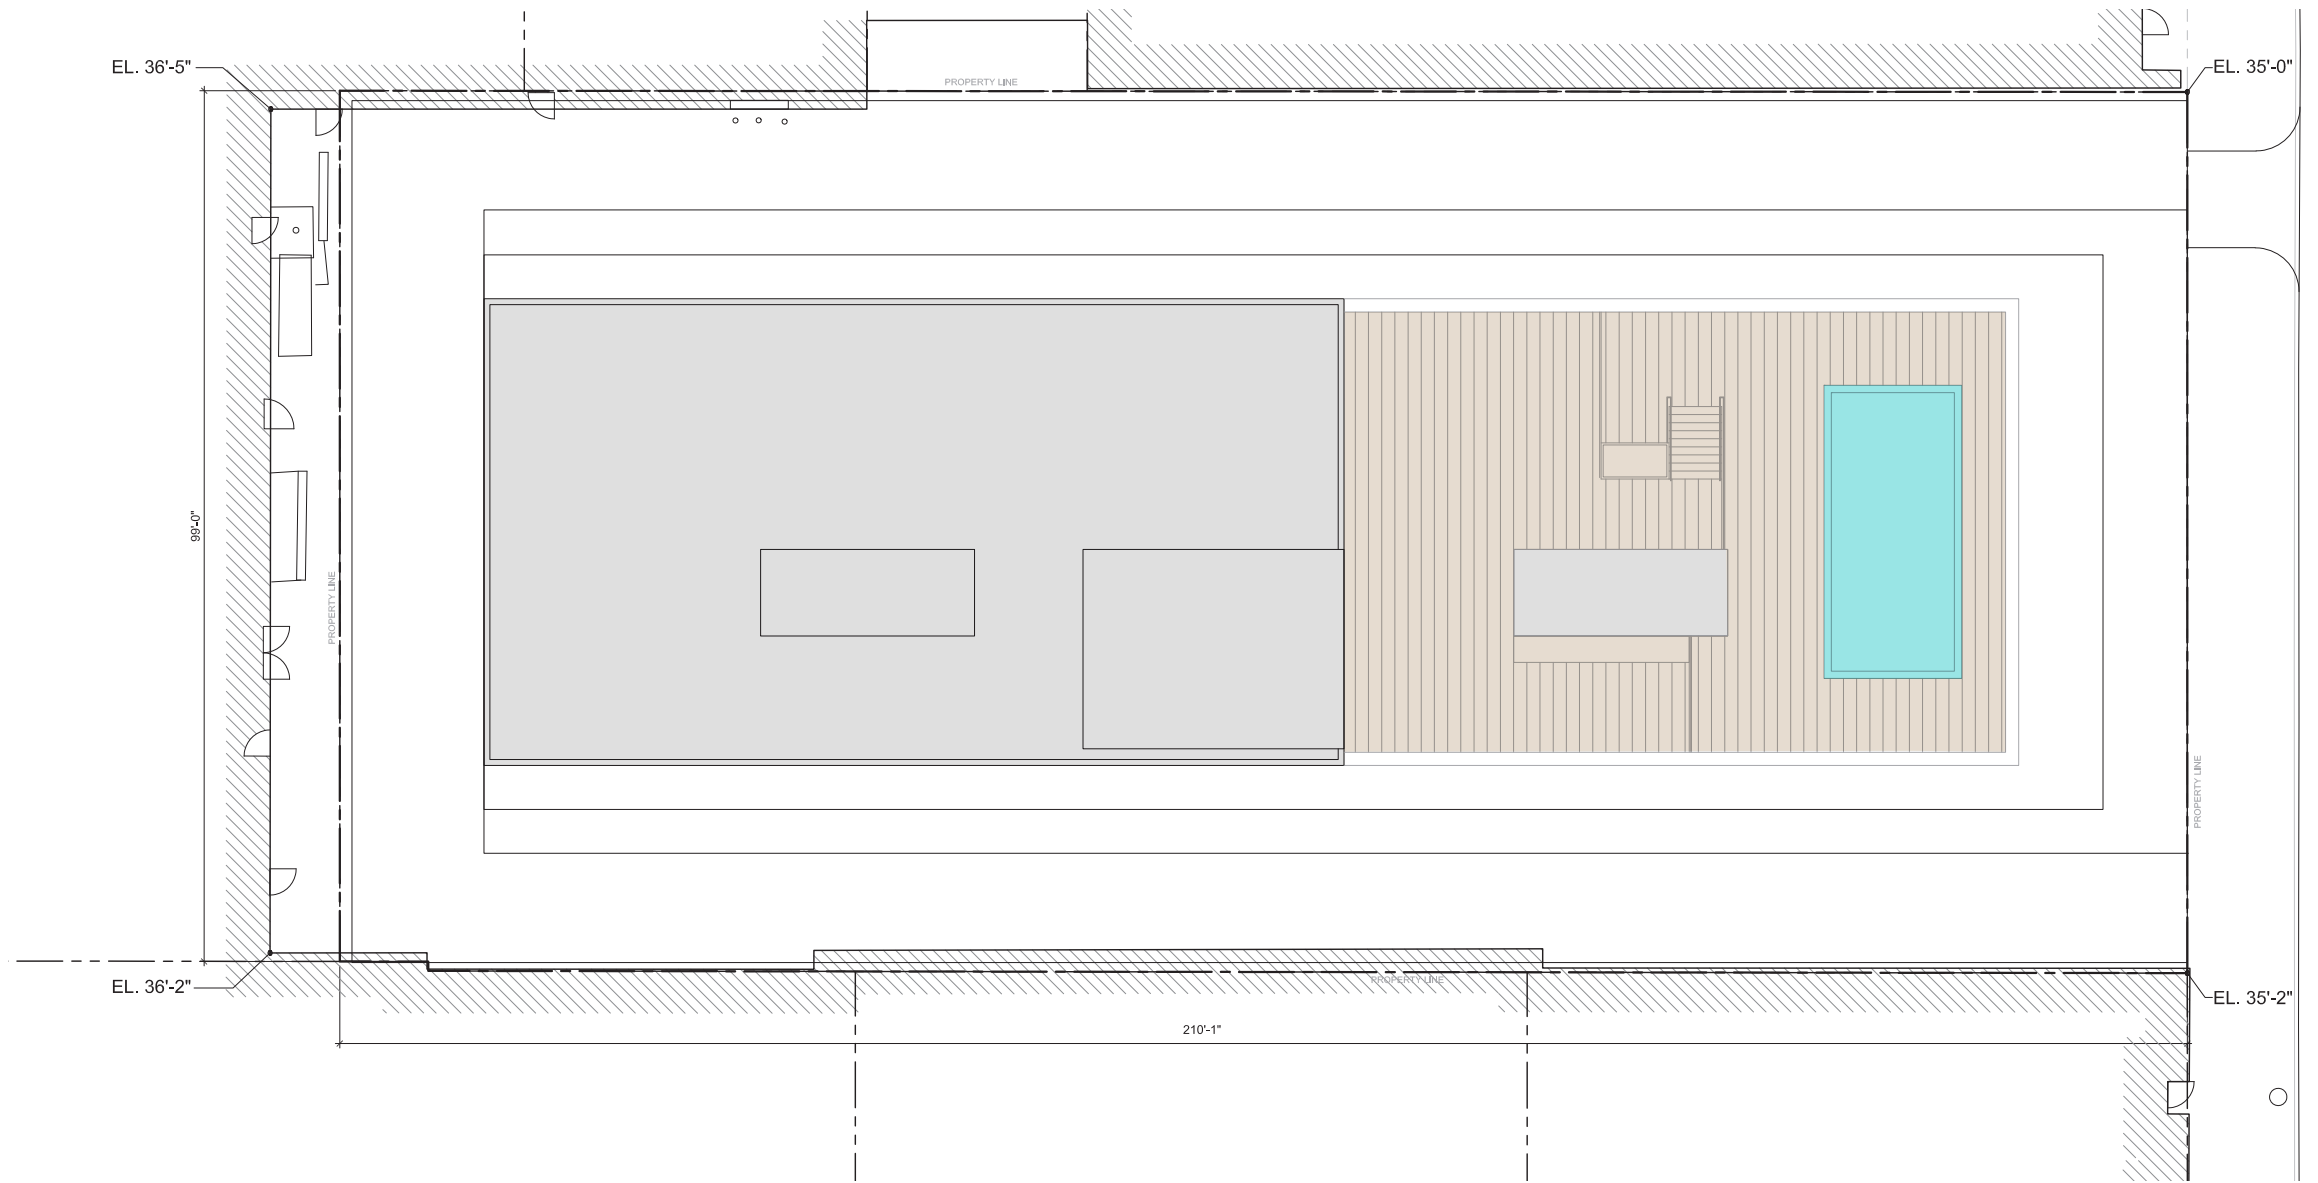 EL. 36'-5"
EL. 35'-0"
PROPERTY LINE
99'-0"
PROPERTY LINE
PROPERTY LINE
PROPERTY LINE
EL. 36'-2"
EL. 35'-2"
210'-1"